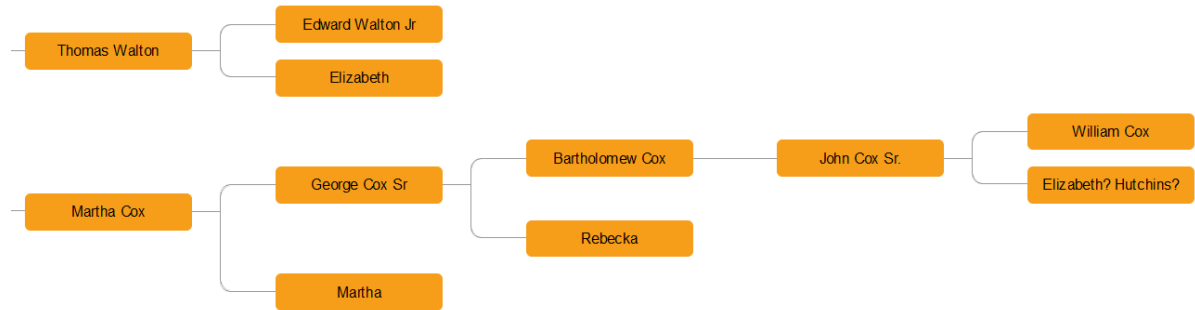 Edward Walton Jr
Thomas Walton
Elizabeth
William Cox
Bartholomew Cox
John Cox Sr.
George Cox Sr
Elizabeth? Hutchins?
Martha Cox
Rebecka
Martha